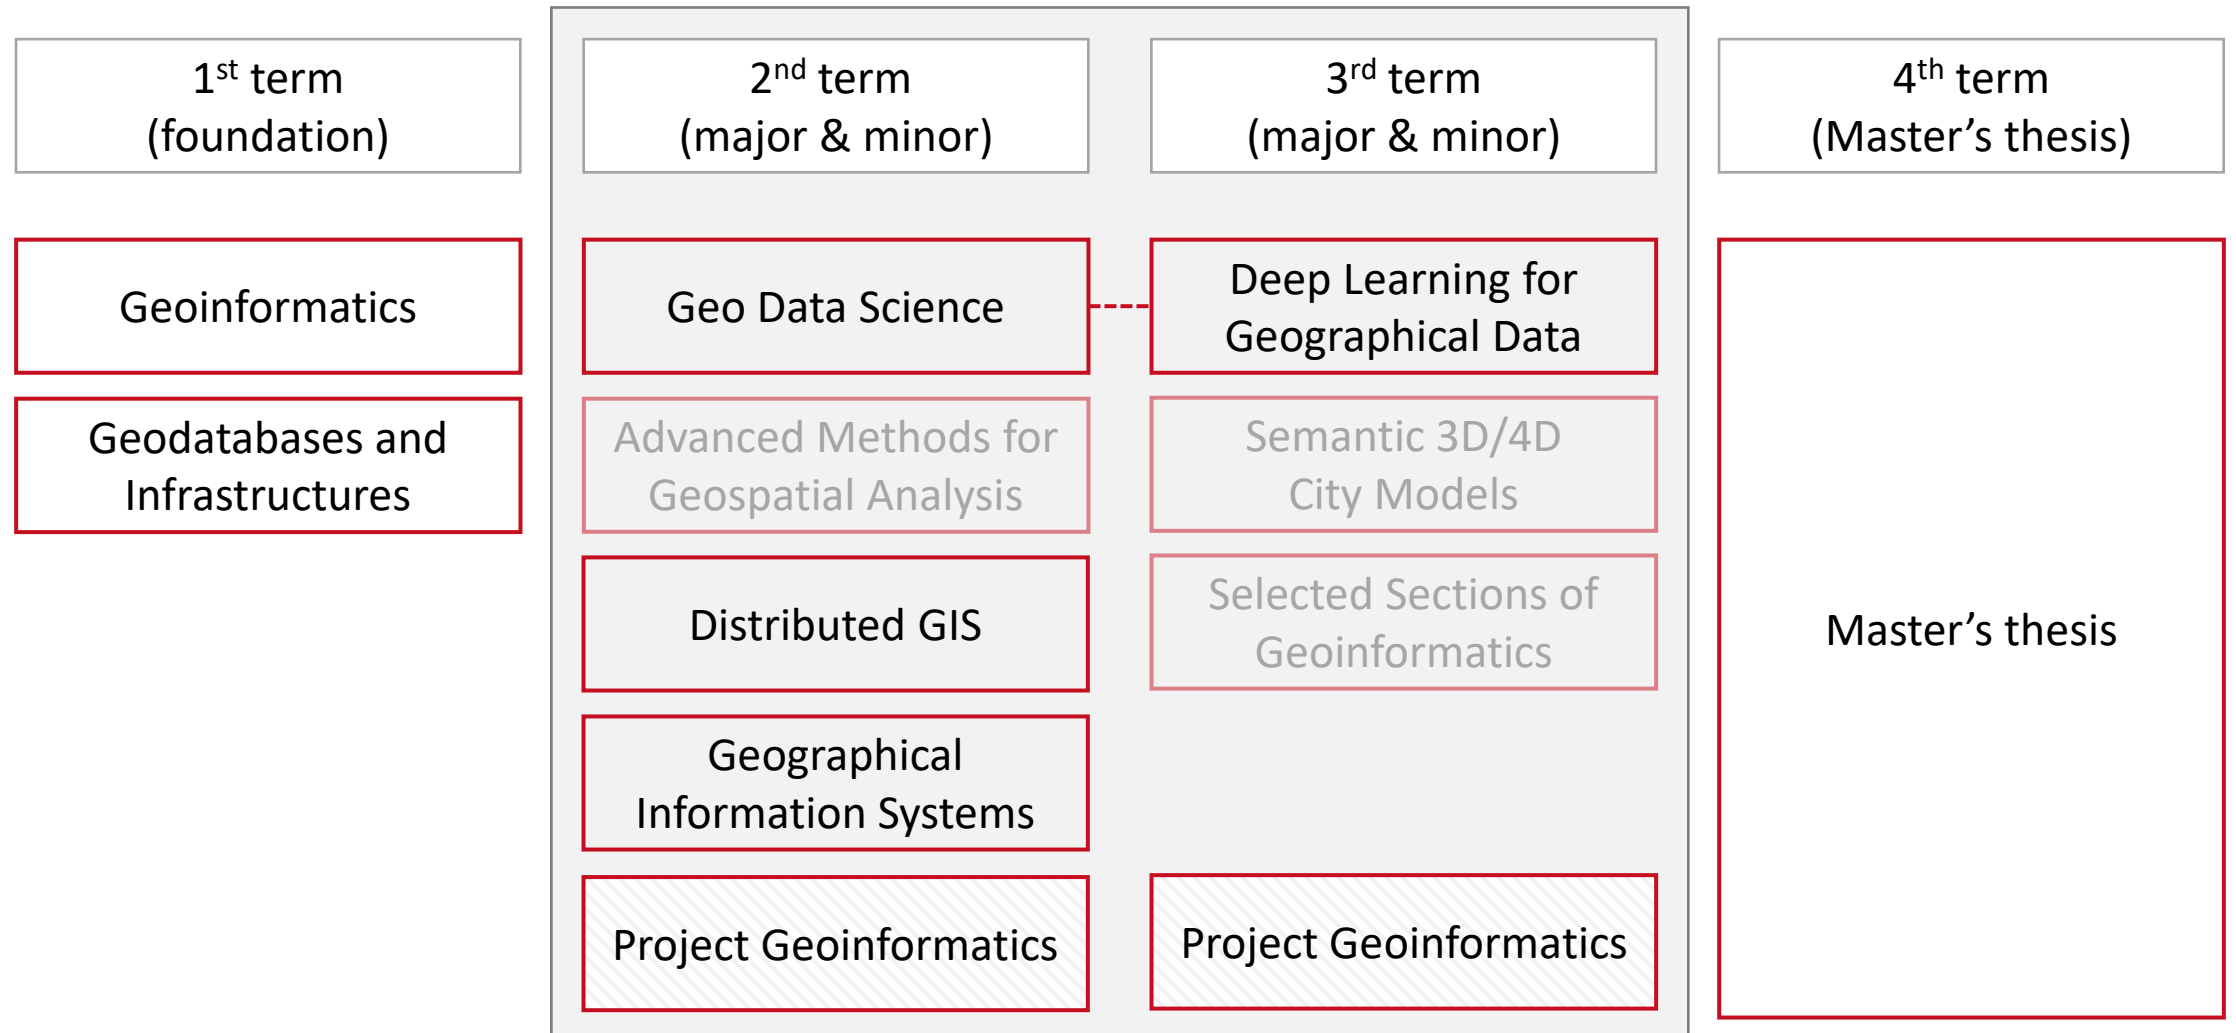 1st term
(foundation)
2nd term
(major & minor)
3rd term
(major & minor)
4th term
(Master’s thesis)
Geoinformatics
Geodatabases and
Infrastructures
Geo Data Science
Advanced Methods for
Geospatial Analysis
Distributed GIS
Geographical
Information Systems
Project Geoinformatics
Deep Learning for
Geographical Data
Semantic 3D/4D
City Models
Selected Sections of
Geoinformatics
Project Geoinformatics
Master’s thesis